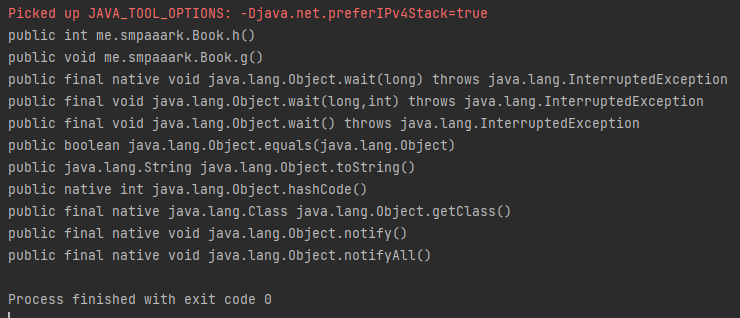 Picked up JAVA_TOOL_OPTIONS: -Djava.net.preferIPv4Stack=true
public int me.smpaaark.Book.h()
public void me.smpaaark.Book.g()
public final native void java.lang.Object.wait(long) throws java.lang.InterruptedException
public final void java.lang.Object.wait(long,int) throws java.lang.InterruptedException
public final void java.lang.Object.wait() throws java.lang.InterruptedException
public boolean java.lang.Object.equals(java.lang.Object)
public java.lang.String java.lang.Object.toString()
public native int java.lang.Object.hashCode()
public final native java.lang.Class java.lang.Object.getClass()
public final native void java.lang.Object.notify()
public final native void java.lang.Object.notifyAll()
Process finished with exit code 0